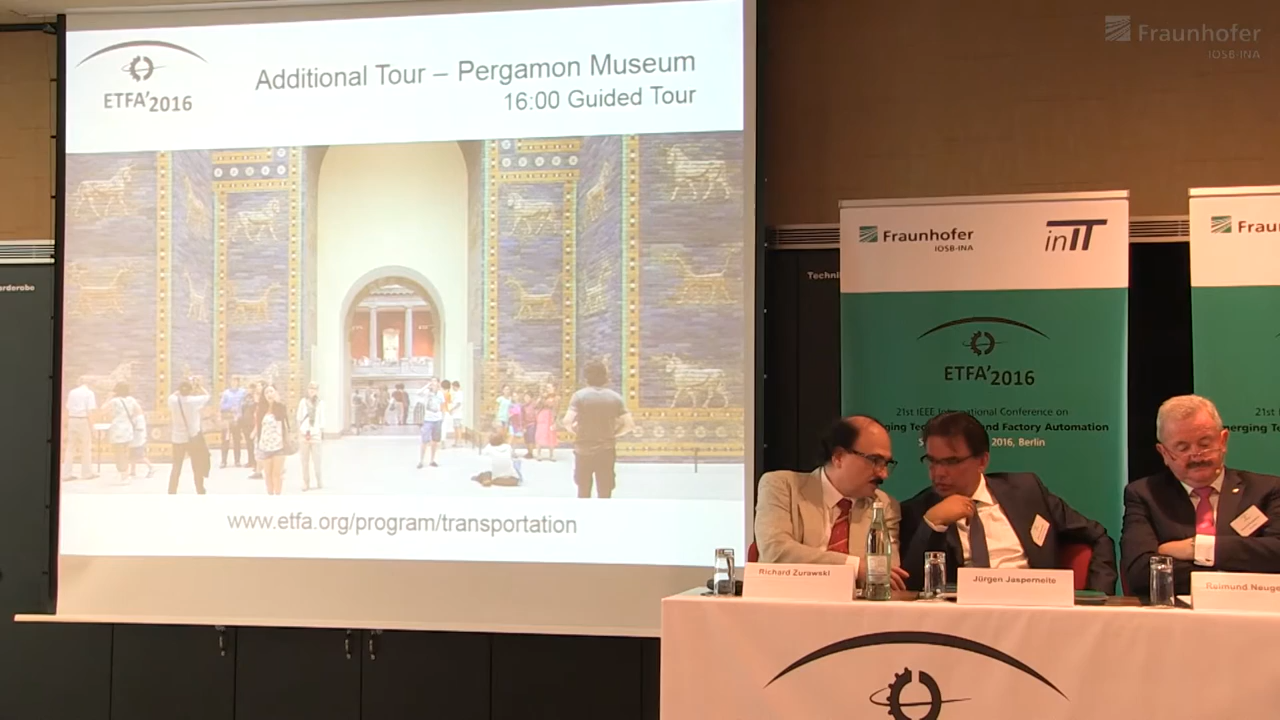 Additional Tour – Pergamon Museum
16:00 Guided Tour
ETFA'2016
www.etfa.org/program/transportation
Fraunhofer
IOSB-INA
Fraunhofer
IOSB-INA
inIT
ETFA'2016
21st IEEE International Conference on
and Factory Automation
2016, Berlin
Richard Zurawski
Jürgen Jasperneite
Raimund